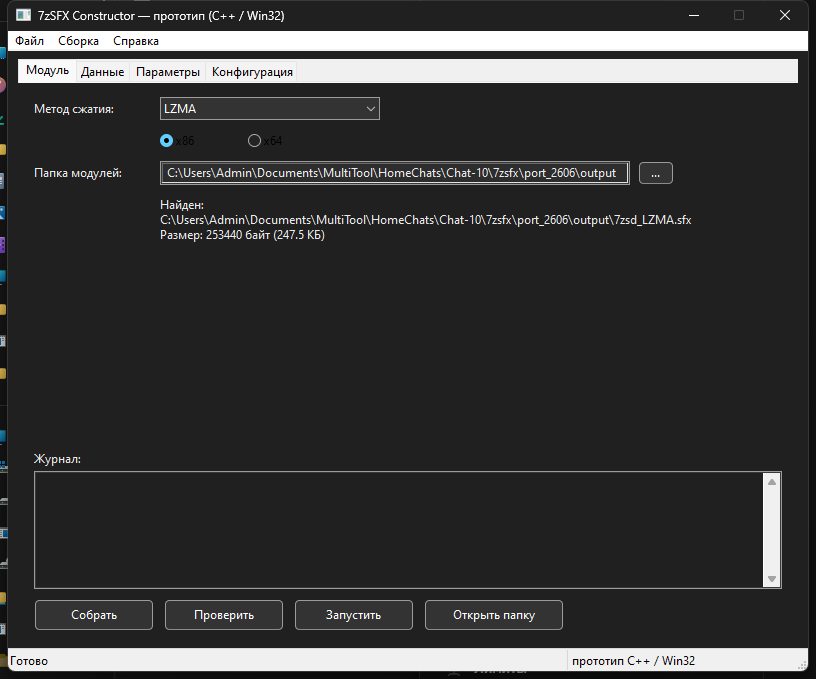 7zSFX Constructor — прототип (C++ / Win32)
Файл Сборка Справка
Модуль Данные Параметры Конфигурация
Метод сжатия: LZMA
x86 x64
Папка модулей: C:\Users\Admin\Documents\MultiTool\HomeChats\Chat-10\7zsfx\port_2606\output ...
Найден:
C:\Users\Admin\Documents\MultiTool\HomeChats\Chat-10\7zsfx\port_2606\output\7zsd_LZMA.sfx
Размер: 253440 байт (247.5 КБ)
Журнал:
Собрать Проверить Запустить Открыть папку
Готово прототип C++ / Win32